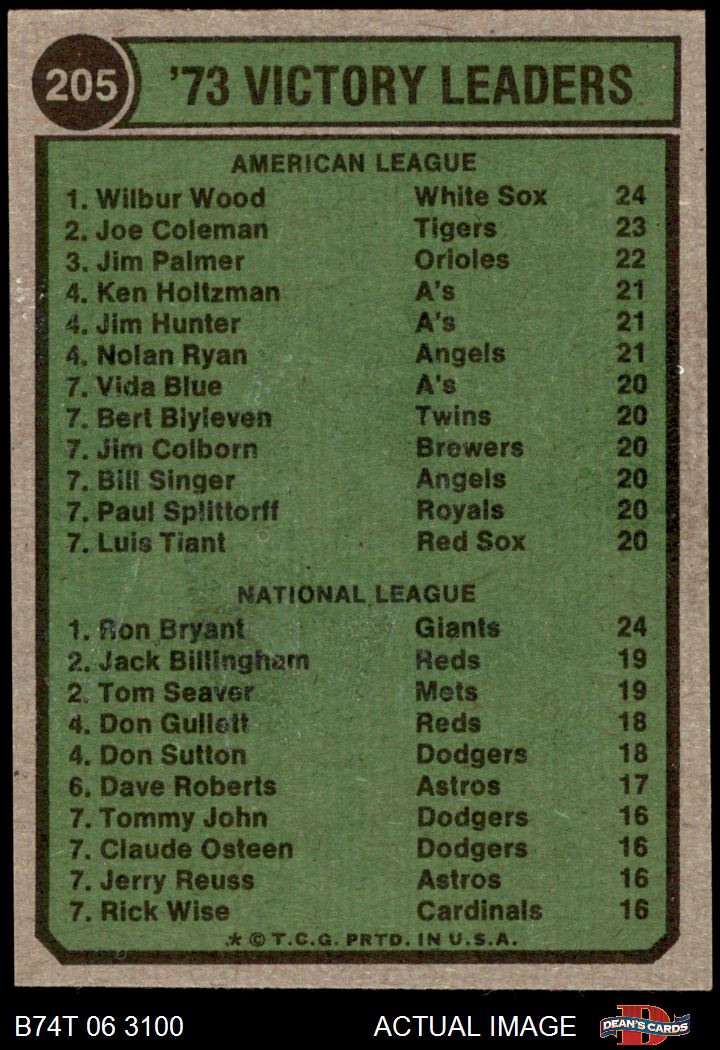 205 '73 VICTORY LEADERS
AMERICAN LEAGUE
1. Wilbur Wood White Sox 24
2. Joe Coleman Tigers 23
3. Jim Palmer Orioles 22
4. Ken Holtzman A's 21
4. Jim Hunter A's 21
4. Nolan Ryan Angels 21
7. Vida Blue A's 20
7. Bert Blyleven Twins 20
7. Jim Colborn Brewers 20
7. Bill Singer Angels 20
7. Paul Splittorff Royals 20
7. Luis Tiant Red Sox 20
NATIONAL LEAGUE
1. Ron Bryant Giants 24
2. Jack Billingham Reds 19
2. Tom Seaver Mets 19
4. Don Gullett Reds 18
4. Don Sutton Dodgers 18
6. Dave Roberts Astros 17
7. Tommy John Dodgers 16
7. Claude Osteen Dodgers 16
7. Jerry Reuss Astros 16
7. Rick Wise Cardinals 16
* © T.C.G. PRTD. IN U.S.A.
B74T 06 3100 ACTUAL IMAGE D DEAN'S CARDS